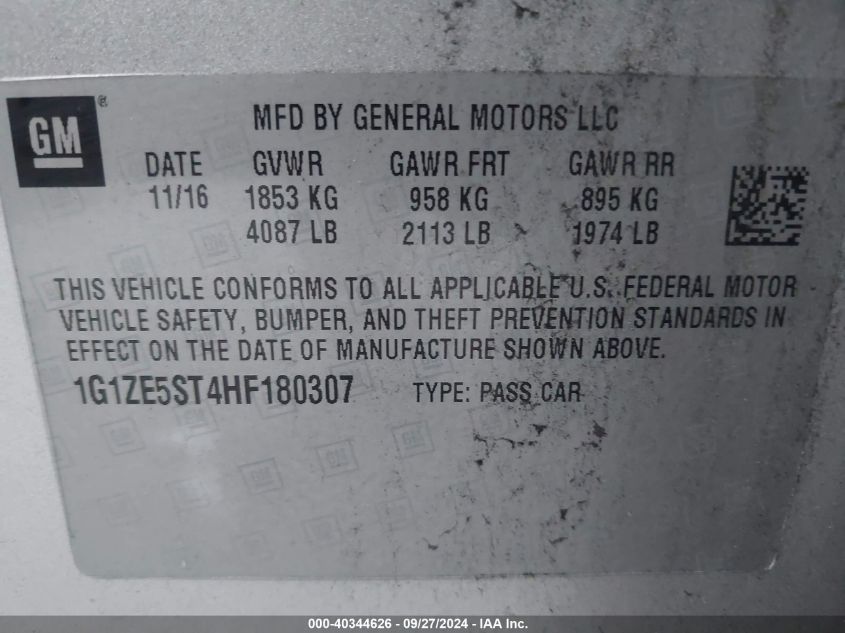 GM ®
MFD BY GENERAL MOTORS LLC
DATE GVWR GAWR FRT GAWR RR
11/16 1853 KG 958 KG 895 KG
4087 LB 2113 LB 1974 LB
THIS VEHICLE CONFORMS TO ALL APPLICABLE U.S. FEDERAL MOTOR
VEHICLE SAFETY, BUMPER, AND THEFT PREVENTION STANDARDS IN
EFFECT ON THE DATE OF MANUFACTURE SHOWN ABOVE.
1G1ZE5ST4HF180307 TYPE: PASS CAR
000-40344626 - 09/27/2024 - IAA Inc.